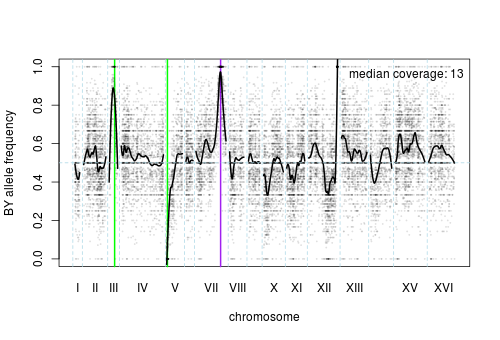 median coverage: 13
BY allele frequency
0.0 0.2 0.4 0.6 0.8 1.0
I II III IV V VII VIII X XI XII XIII XV XVI
chromosome